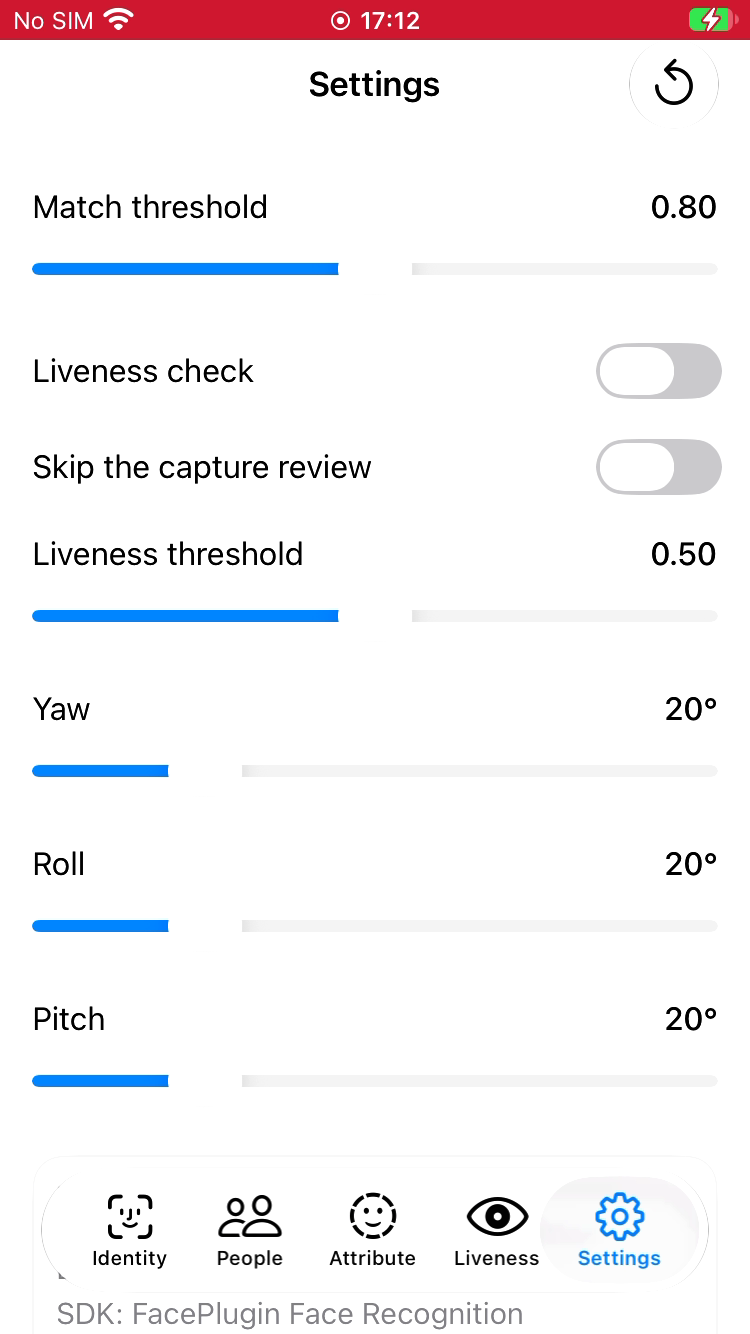 No SIM 17:12
Settings
Match threshold 0.80
Liveness check
Skip the capture review
Liveness threshold 0.50
Yaw 20°
Roll 20°
Pitch 20°
Identity People Attribute Liveness Settings
SDK: FacePlugin Face Recognition